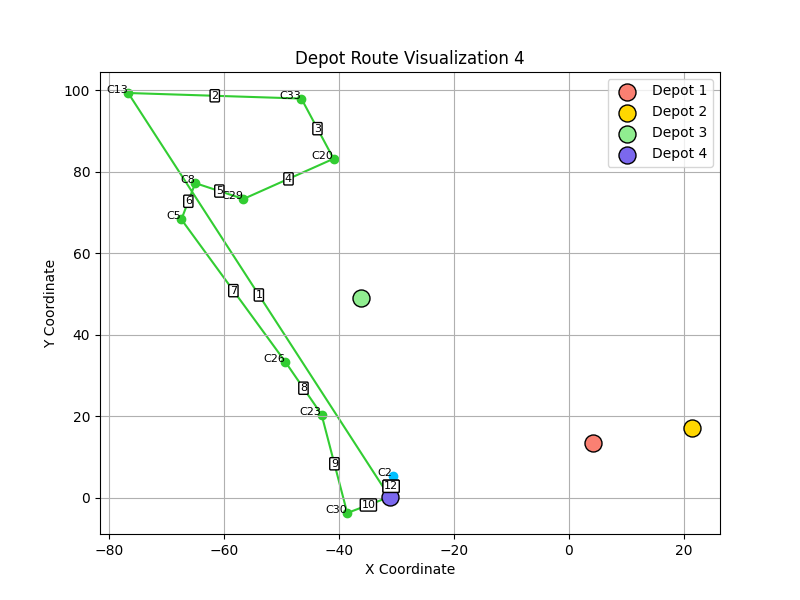 Depot Route Visualization 4
Depot 1
Depot 2
Depot 3
Depot 4
100
80
60
40
20
0
Y Coordinate
−80
−60
−40
−20
0
20
X Coordinate
C13
2
C33
3
C20
4
C8
5
C29
6
C5
7
1
C26
8
C23
9
C2
12
10
C30